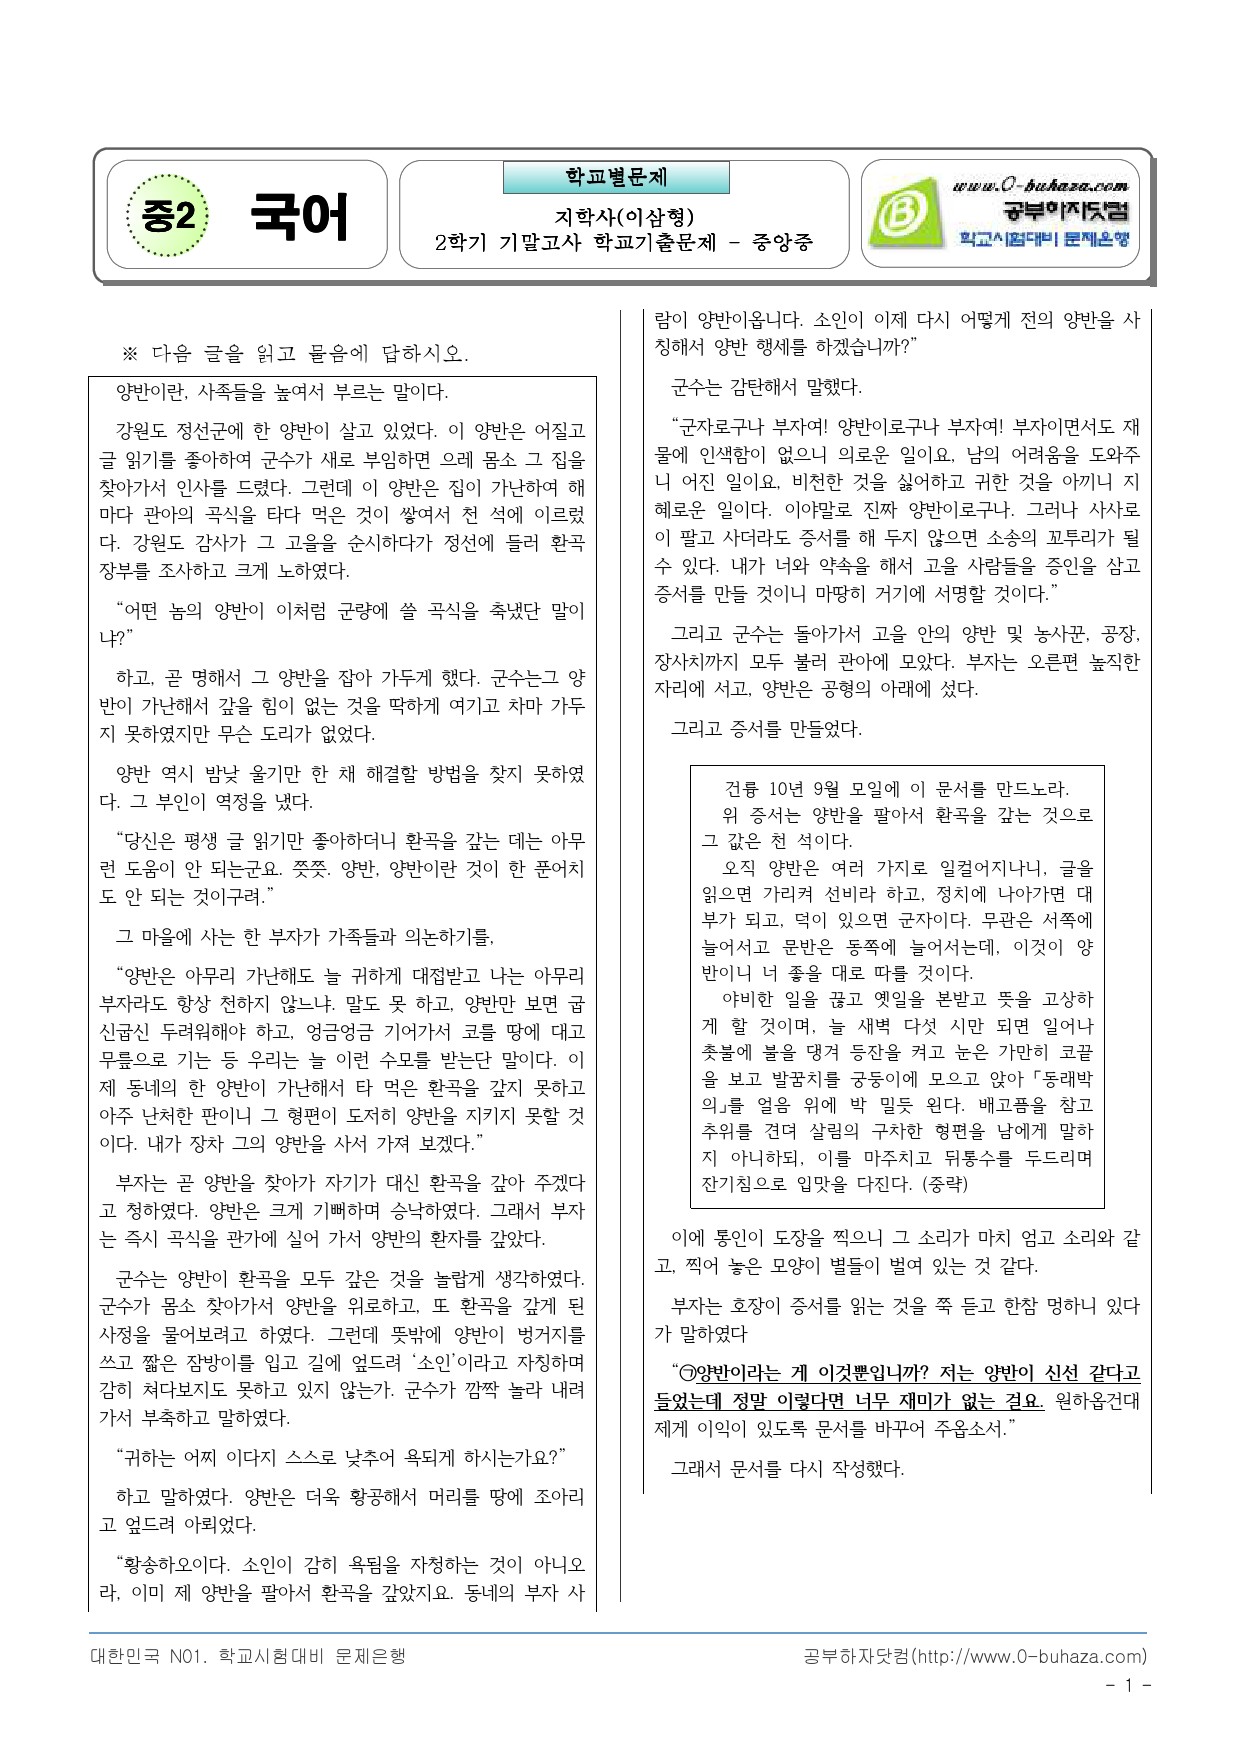 중2 국어
학교별문제
지학사(이삼형)
2학기 기말고사 학교기출문제 - 중앙중
www.0-buhaza.com
공부하자닷컴
학교시험대비 문제은행
※ 다음 글을 읽고 물음에 답하시오.
양반이란, 사족들을 높여서 부르는 말이다.
강원도 정선군에 한 양반이 살고 있었다. 이 양반은 어질고
글 읽기를 좋아하여 군수가 새로 부임하면 으레 몸소 그 집을
찾아가서 인사를 드렸다. 그런데 이 양반은 집이 가난하여 해
마다 관아의 곡식을 타다 먹은 것이 쌓여서 천 석에 이르렀
다. 강원도 감사가 그 고을을 순시하다가 정선에 들러 환곡
장부를 조사하고 크게 노하였다.
“어떤 놈의 양반이 이처럼 군량에 쓸 곡식을 축냈단 말이
냐?”
하고, 곧 명해서 그 양반을 잡아 가두게 했다. 군수는그 양
반이 가난해서 갚을 힘이 없는 것을 딱하게 여기고 차마 가두
지 못하였지만 무슨 도리가 없었다.
양반 역시 밤낮 울기만 한 채 해결할 방법을 찾지 못하였
다. 그 부인이 역정을 냈다.
“당신은 평생 글 읽기만 좋아하더니 환곡을 갚는 데는 아무
런 도움이 안 되는군요. 쯧쯧. 양반, 양반이란 것이 한 푼어치
도 안 되는 것이구려.”
그 마을에 사는 한 부자가 가족들과 의논하기를,
“양반은 아무리 가난해도 늘 귀하게 대접받고 나는 아무리
부자라도 항상 천하지 않느냐. 말도 못 하고, 양반만 보면 굽
신굽신 두려워해야 하고, 엉금엉금 기어가서 코를 땅에 대고
무릎으로 기는 등 우리는 늘 이런 수모를 받는단 말이다. 이
제 동네의 한 양반이 가난해서 타 먹은 환곡을 갚지 못하고
아주 난처한 판이니 그 형편이 도저히 양반을 지키지 못할 것
이다. 내가 장차 그의 양반을 사서 가져 보겠다.”
부자는 곧 양반을 찾아가 자기가 대신 환곡을 갚아 주겠다
고 청하였다. 양반은 크게 기뻐하며 승낙하였다. 그래서 부자
는 즉시 곡식을 관가에 실어 가서 양반의 환자를 갚았다.
군수는 양반이 환곡을 모두 갚은 것을 놀랍게 생각하였다.
군수가 몸소 찾아가서 양반을 위로하고, 또 환곡을 갚게 된
사정을 물어보려고 하였다. 그런데 뜻밖에 양반이 벙거지를
쓰고 짧은 잠방이를 입고 길에 엎드려 ‘소인’이라고 자칭하며
감히 쳐다보지도 못하고 있지 않는가. 군수가 깜짝 놀라 내려
가서 부축하고 말하였다.
“귀하는 어찌 이다지 스스로 낮추어 욕되게 하시는가요?”
하고 말하였다. 양반은 더욱 황공해서 머리를 땅에 조아리
고 엎드려 아뢰었다.
“황송하오이다. 소인이 감히 욕됨을 자청하는 것이 아니오
라, 이미 제 양반을 팔아서 환곡을 갚았지요. 동네의 부자 사
람이 양반이옵니다. 소인이 이제 다시 어떻게 전의 양반을 사
칭해서 양반 행세를 하겠습니까?”
군수는 감탄해서 말했다.
“군자로구나 부자여! 양반이로구나 부자여! 부자이면서도 재
물에 인색함이 없으니 의로운 일이요, 남의 어려움을 도와주
니 어진 일이요, 비천한 것을 싫어하고 귀한 것을 아끼니 지
혜로운 일이다. 이야말로 진짜 양반이로구나. 그러나 사사로
이 팔고 사더라도 증서를 해 두지 않으면 소송의 꼬투리가 될
수 있다. 내가 너와 약속을 해서 고을 사람들을 증인을 삼고
증서를 만들 것이니 마땅히 거기에 서명할 것이다.”
그리고 군수는 돌아가서 고을 안의 양반 및 농사꾼, 공장,
장사치까지 모두 불러 관아에 모았다. 부자는 오른편 높직한
자리에 서고, 양반은 공형의 아래에 섰다.
그리고 증서를 만들었다.
건륭 10년 9월 모일에 이 문서를 만드노라.
위 증서는 양반을 팔아서 환곡을 갚는 것으로
그 값은 천 석이다.
오직 양반은 여러 가지로 일컬어지나니, 글을
읽으면 가리켜 선비라 하고, 정치에 나아가면 대
부가 되고, 덕이 있으면 군자이다. 무관은 서쪽에
늘어서고 문반은 동쪽에 늘어서는데, 이것이 양
반이니 너 좋을 대로 따를 것이다.
야비한 일을 끊고 옛일을 본받고 뜻을 고상하
게 할 것이며, 늘 새벽 다섯 시만 되면 일어나
촛불에 불을 댕겨 등잔을 켜고 눈은 가만히 코끝
을 보고 발꿈치를 궁둥이에 모으고 앉아 「동래박
의」를 얼음 위에 박 밀듯 왼다. 배고픔을 참고
추위를 견뎌 살림의 구차한 형편을 남에게 말하
지 아니하되, 이를 마주치고 뒤통수를 두드리며
잔기침으로 입맛을 다진다. (중략)
이에 통인이 도장을 찍으니 그 소리가 마치 엄고 소리와 같
고, 찍어 놓은 모양이 별들이 벌여 있는 것 같다.
부자는 호장이 증서를 읽는 것을 쭉 듣고 한참 멍하니 있다
가 말하였다
“㉠양반이라는 게 이것뿐입니까? 저는 양반이 신선 같다고
들었는데 정말 이렇다면 너무 재미가 없는 걸요. 원하옵건대
제게 이익이 있도록 문서를 바꾸어 주옵소서.”
그래서 문서를 다시 작성했다.
대한민국 N01. 학교시험대비 문제은행
공부하자닷컴(http://www.0-buhaza.com)
- 1 -